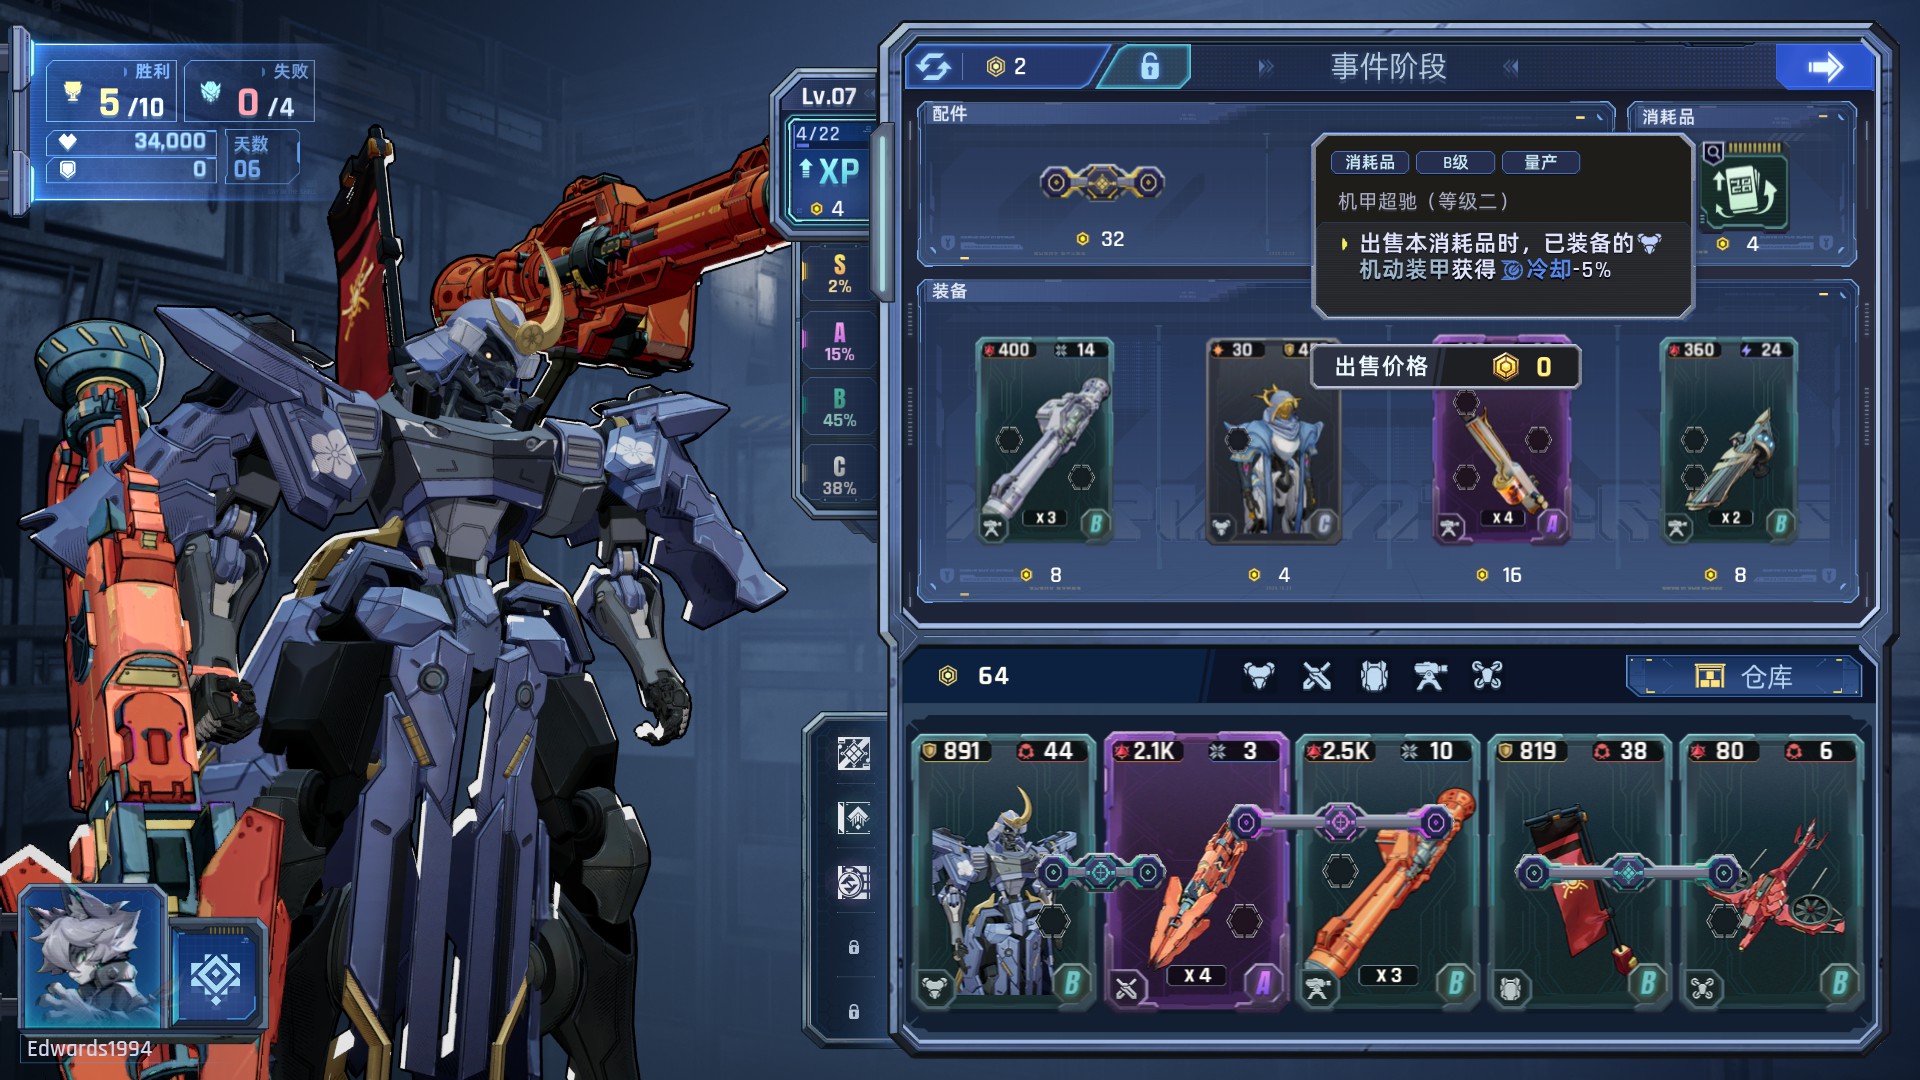 胜利
5/10
失败
0/4
34,000
0
天数
06
Lv.07
4/22
XP
4
S
2%
A
15%
B
45%
C
38%
2
事件阶段
配件
32
消耗品
4
消耗品
B级
量产
机甲超驰（等级二）
出售本消耗品时，已装备的
机动装甲获得冷却-5%
出售价格
0
装备
400
14
x3
B
8
30
C
4
x4
A
16
360
24
x2
B
8
64
仓库
891
44
B
2.1K
3
x4
A
2.5K
10
x3
B
819
38
B
80
6
B
Edwards1994